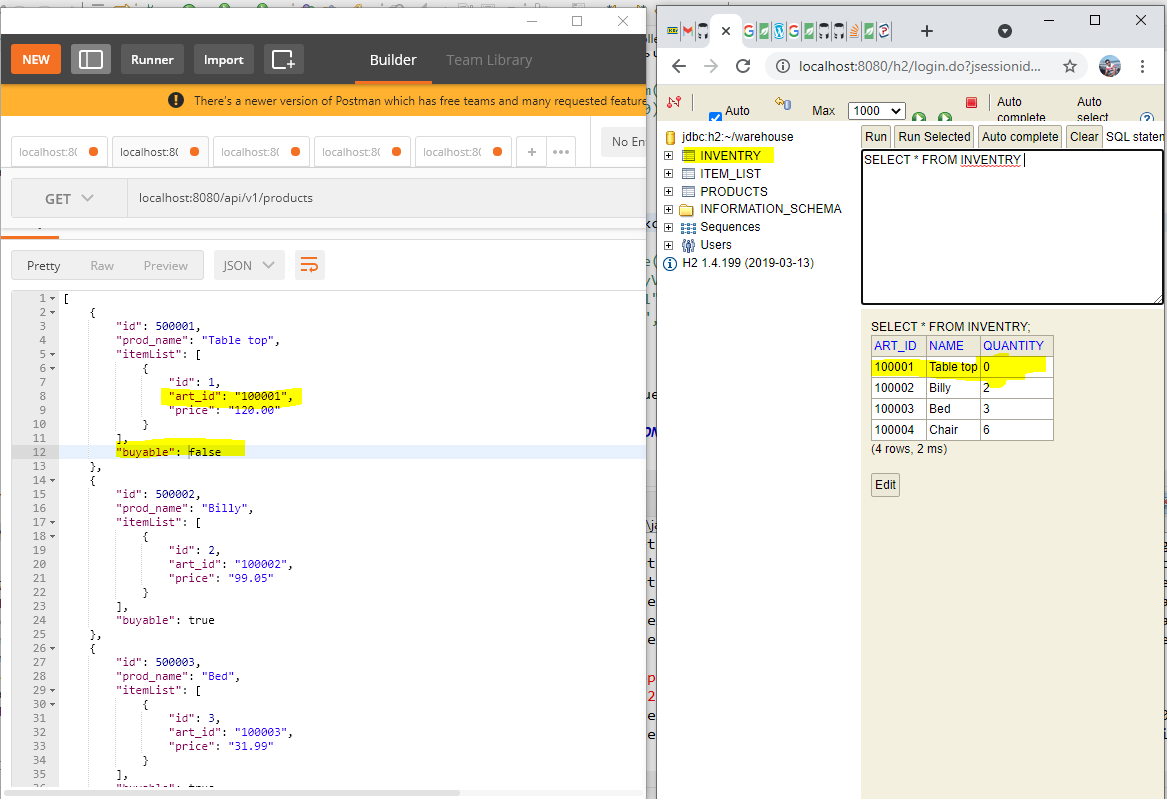 NEW
Runner
Import
Builder
Team Library
There's a newer version of Postman which has free teams and many requested feature
localhost:80
localhost:80
localhost:80
localhost:80
localhost:80
No En
GET
localhost:8080/api/v1/products
Pretty
Raw
Preview
JSON
1 [
2 {
3 "id": 500001,
4 "prod_name": "Table top",
5 "itemList": [
6 {
7 "id": 1,
8 "art_id": "100001",
9 "price": "120.00"
10 }
11 ],
12 "buyable": false
13 },
14 {
15 "id": 500002,
16 "prod_name": "Billy",
17 "itemList": [
18 {
19 "id": 2,
20 "art_id": "100002",
21 "price": "99.05"
22 }
23 ],
24 "buyable": true
25 },
26 {
27 "id": 500003,
28 "prod_name": "Bed",
29 "itemList": [
30 {
31 "id": 3,
32 "art_id": "100003",
33 "price": "31.99"
34 }
35 ],
localhost:8080/h2/login.do?jsessionid...
Auto
Max
1000
Auto
complete
Auto
select
jdbc:h2:~/warehouse
INVENTRY
ITEM_LIST
PRODUCTS
INFORMATION_SCHEMA
Sequences
Users
H2 1.4.199 (2019-03-13)
Run
Run Selected
Auto complete
Clear
SQL statem
SELECT * FROM INVENTRY
SELECT * FROM INVENTRY;
ART_ID NAME QUANTITY
100001 Table top 0
100002 Billy 2
100003 Bed 3
100004 Chair 6
(4 rows, 2 ms)
Edit